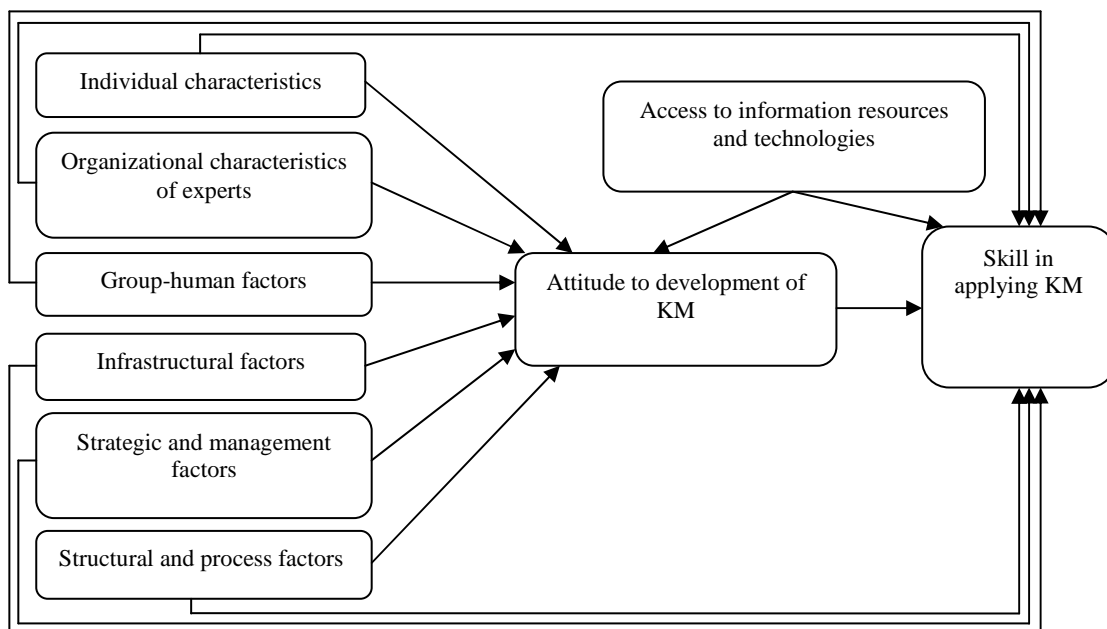 Individual characteristics
Organizational characteristics
of experts
Group-human factors
Infrastructural factors
Strategic and management
factors
Structural and process factors
Access to information resources
and technologies
Attitude to development of
KM
Skill in
applying KM